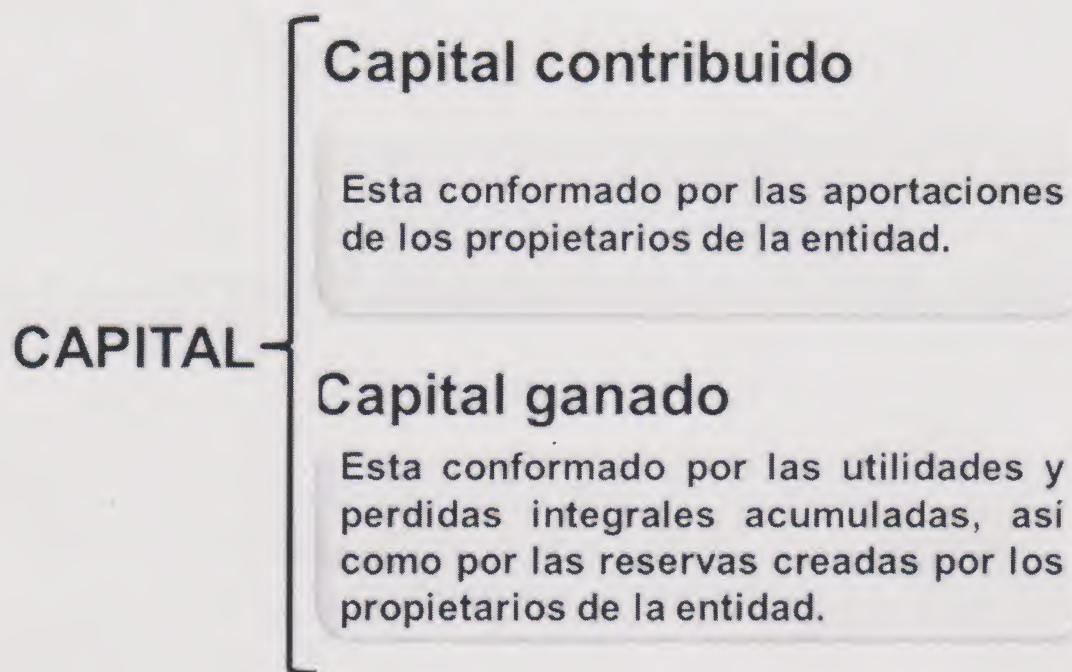 Capital contribuido
Esta conformado por las aportaciones
de los propietarios de la entidad.
CAPITAL
Capital ganado
Esta conformado por las utilidades y
perdidas integrales acumuladas, así
como por las reservas creadas por los
propietarios de la entidad.